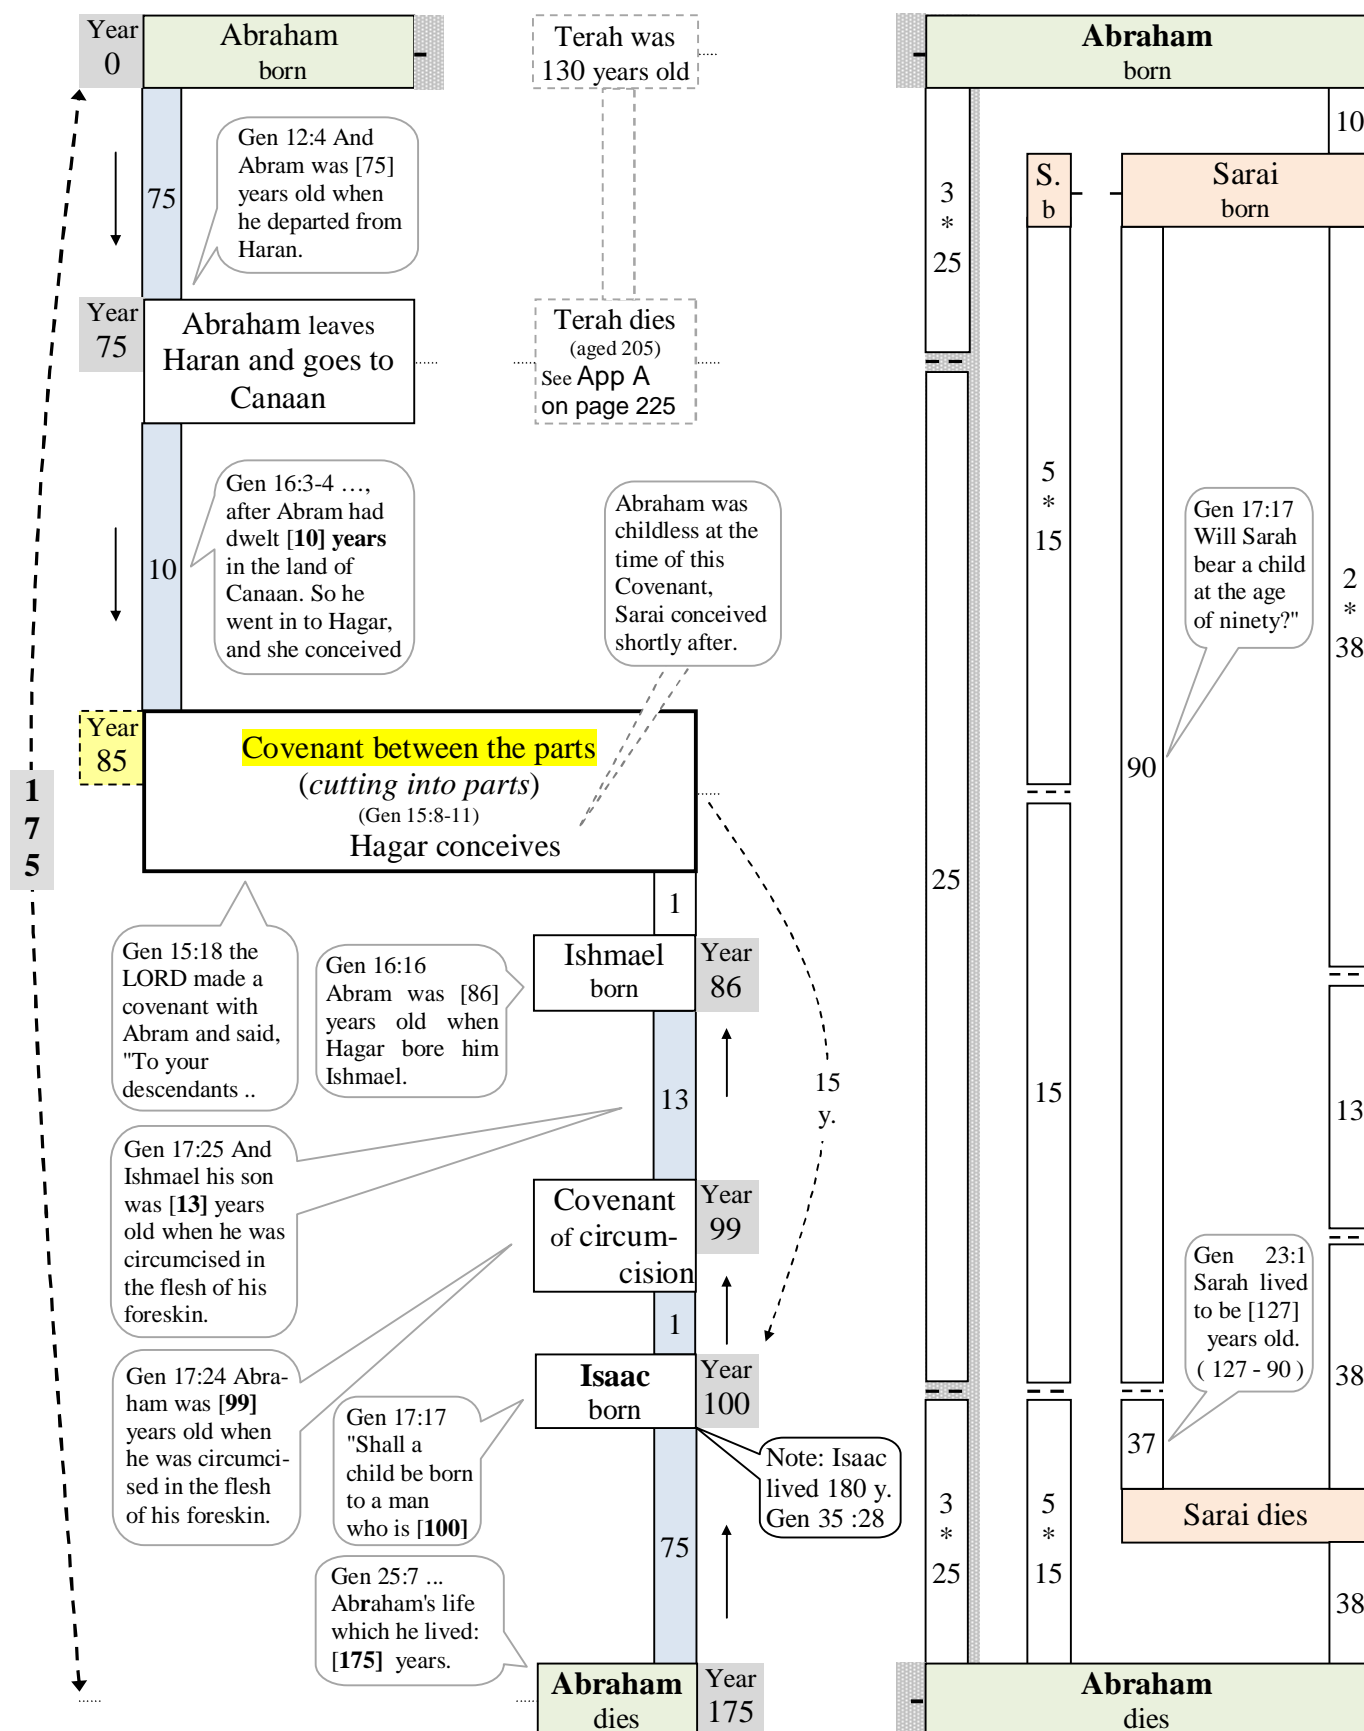 Year
0
Abraham
born
Terah was
130 years old
Abraham
born
10
Gen 12:4 And
Abram was [75]
years old when
he departed from
Haran.
75
3
*
25
S.
b
Sarai
born
Year
75
Abraham leaves
Haran and goes to
Canaan
Terah dies
(aged 205)
See App A
on page 225
Gen 16:3-4 …,
after Abram had
dwelt [10] years
in the land of
Canaan. So he
went in to Hagar,
and she conceived
10
Abraham was
childless at the
time of this
Covenant,
Sarai conceived
shortly after.
5
*
15
Gen 17:17
Will Sarah
bear a child
at the age
of ninety?"
2
*
38
Year
85
Covenant between the parts
(cutting into parts)
(Gen 15:8-11)
Hagar conceives
90
1
7
5
25
1
Gen 15:18 the
LORD made a
covenant with
Abram and said,
"To your
descendants ..
Gen 16:16
Abram was [86]
years old when
Hagar bore him
Ishmael.
Ishmael
born
Year
86
15
y.
13
15
13
Gen 17:25 And
Ishmael his son
was [13] years
old when he was
circumcised in
the flesh of his
foreskin.
Covenant
of circum-
cision
Year
99
Gen 23:1
Sarah lived
to be [127]
years old.
( 127 - 90 )
1
Gen 17:24 Abra-
ham was [99]
years old when
he was circumci-
sed in the flesh
of his foreskin.
Gen 17:17
"Shall a
child be born
to a man
who is [100]
Isaac
born
Year
100
38
37
Note: Isaac
lived 180 y.
Gen 35 :28
3
*
25
5
*
15
Sarai dies
75
Gen 25:7 ...
Abraham's life
which he lived:
[175] years.
38
Abraham
dies
Year
175
Abraham
dies